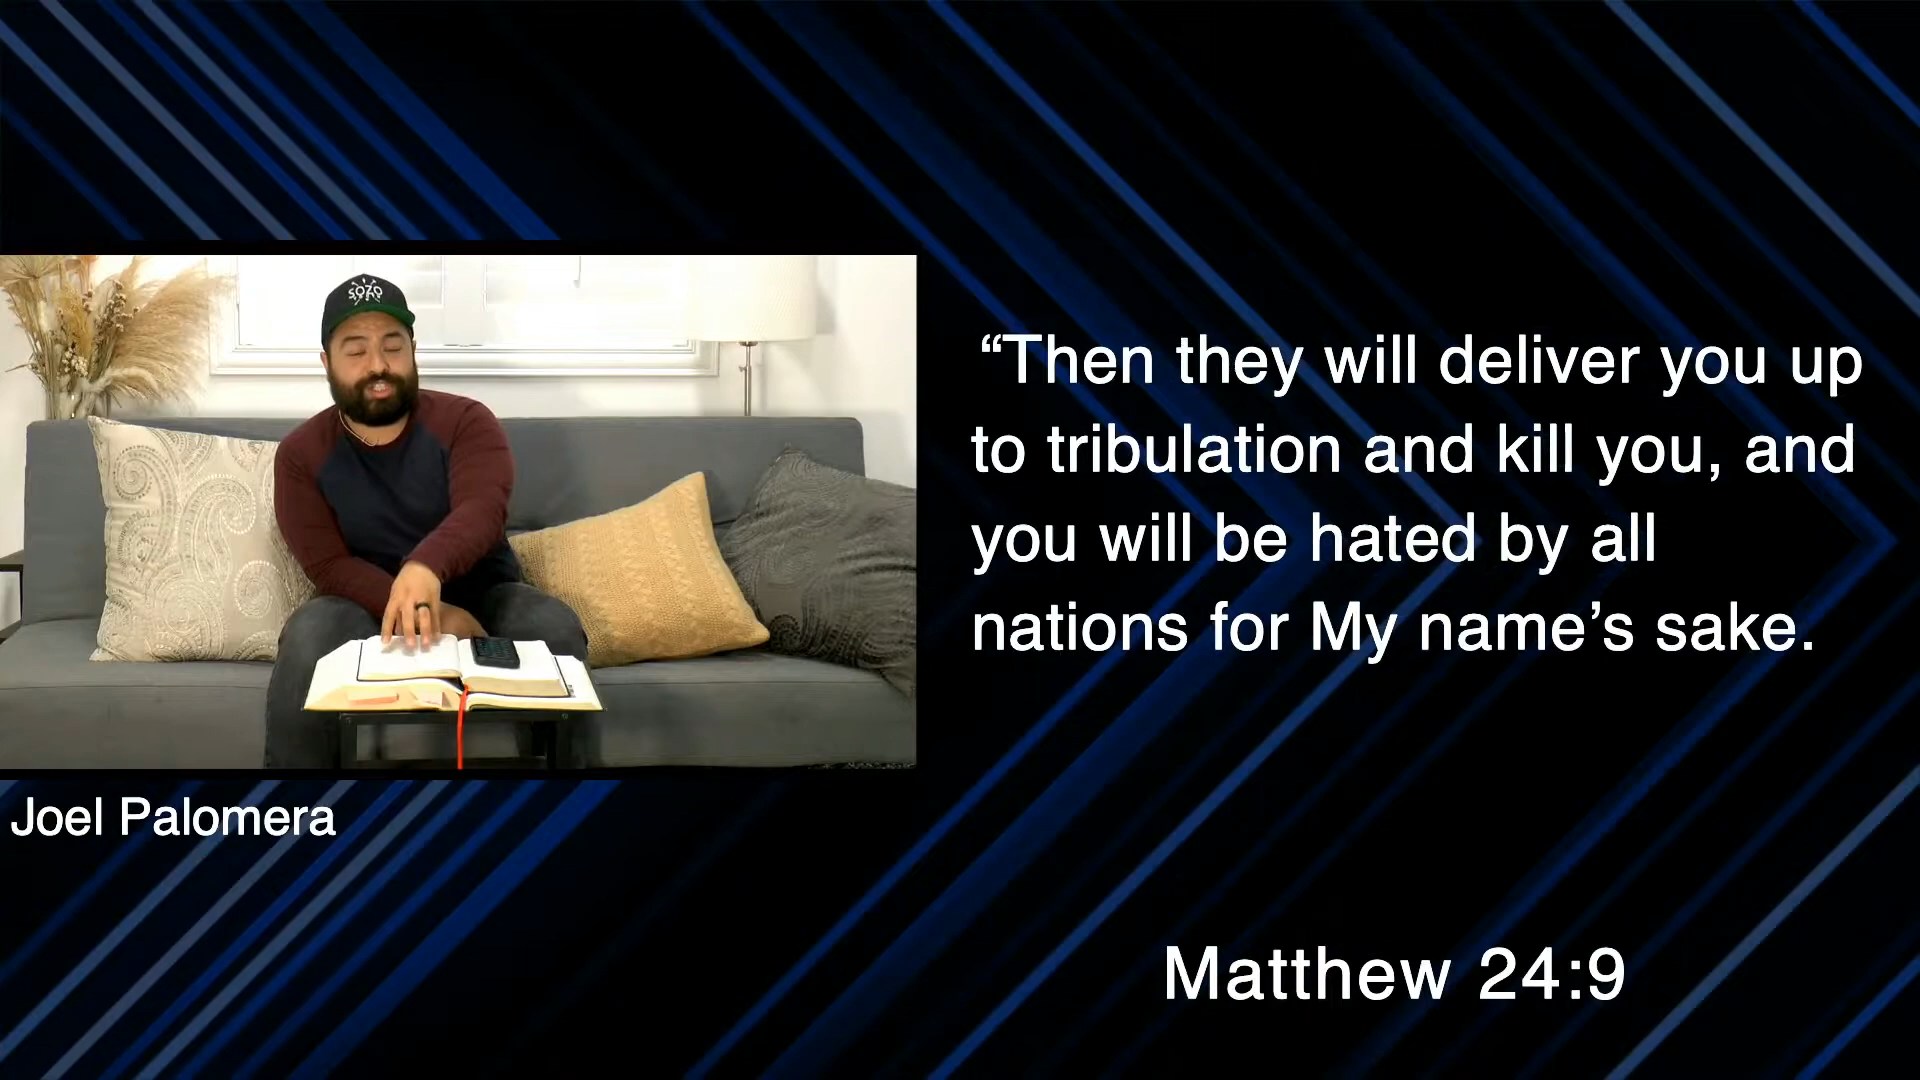 SOZO
“Then they will deliver you up
to tribulation and kill you, and
you will be hated by all
nations for My name’s sake.
Joel Palomera
Matthew 24:9